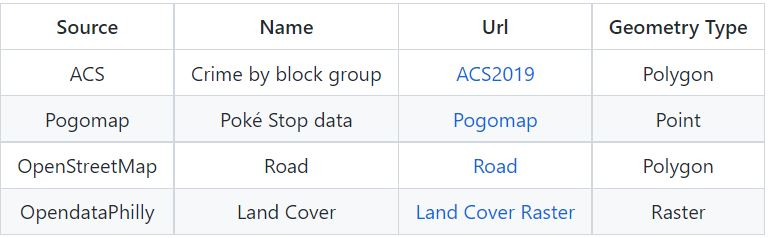 Source Name Url Geometry Type
ACS Crime by block group ACS2019 Polygon
Pogomap Poké Stop data Pogomap Point
OpenStreetMap Road Road Polygon
OpendataPhilly Land Cover Land Cover Raster Raster